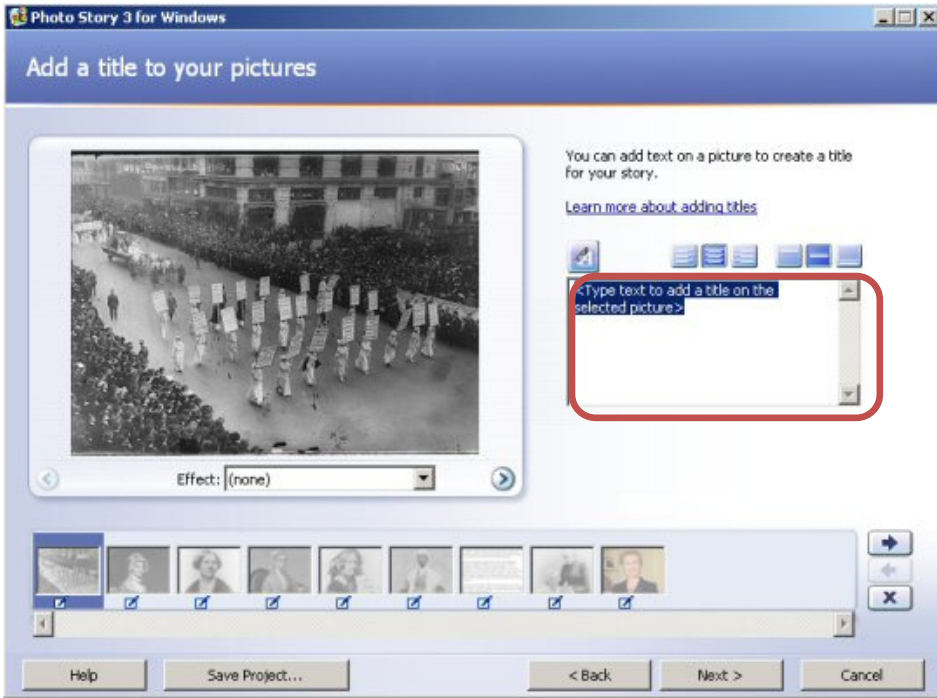 Photo Story 3 for Windows
Add a title to your pictures
You can add text on a picture to create a title
for your story.
Learn more about adding titles
<Type text to add a title on the
selected picture>
Effect: (none)
Help
Save Project...
< Back
Next >
Cancel